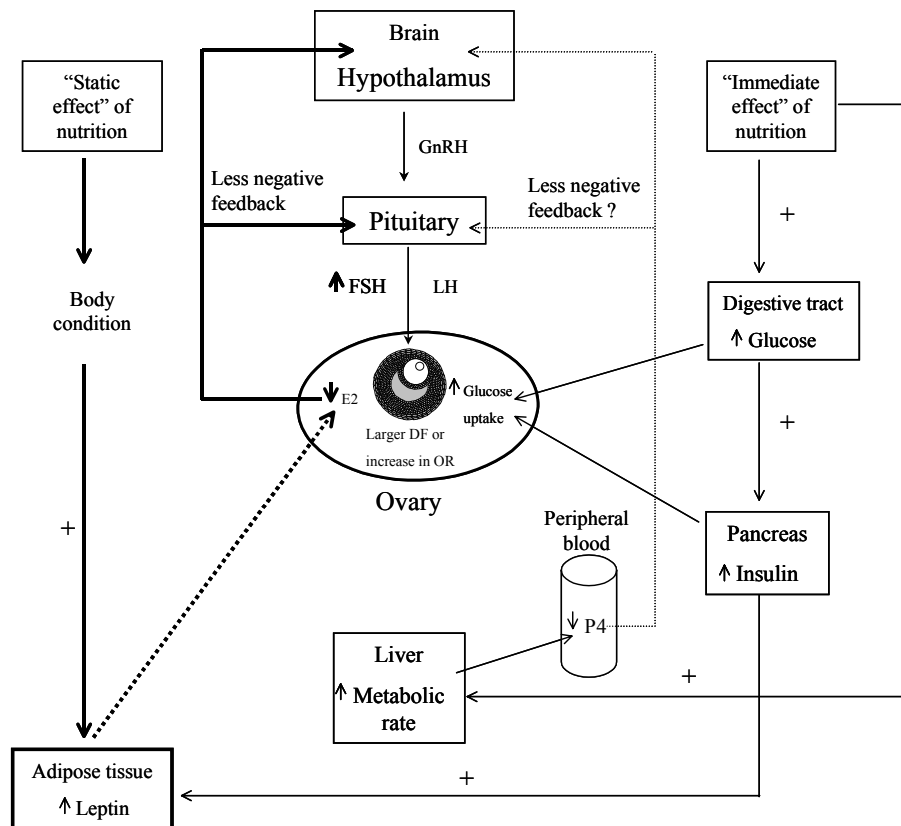 Brain
Hypothalamus
“Static
effect” of
nutrition
“Immediate
effect” of
nutrition
GnRH
Less negative
feedback
Less negative
feedback ?
+
Pituitary
↑ FSH
LH
Body
condition
Digestive tract
↑ Glucose
↓ E2
↑ Glucose
uptake
Larger DF or
increase in OR
Ovary
+
+
Peripheral
blood
Pancreas
↑ Insulin
↓ P4
Liver
↑ Metabolic
rate
+
Adipose tissue
↑ Leptin
+